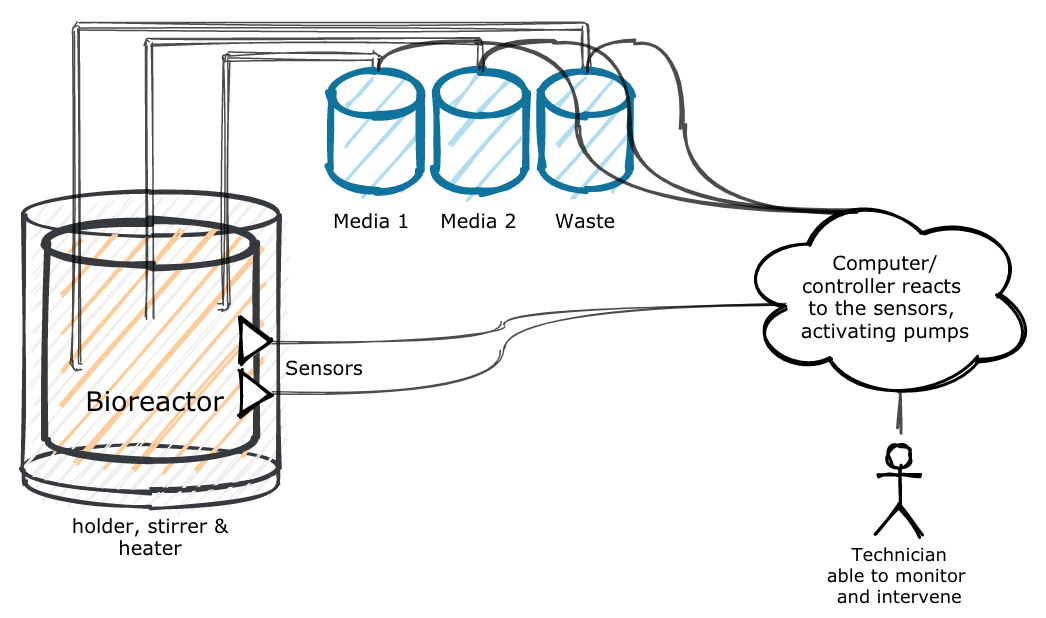 Media 1
Media 2
Waste
Computer/
controller reacts
to the sensors,
activating pumps
Sensors
Bioreactor
holder, stirrer &
heater
Technician
able to monitor
and intervene